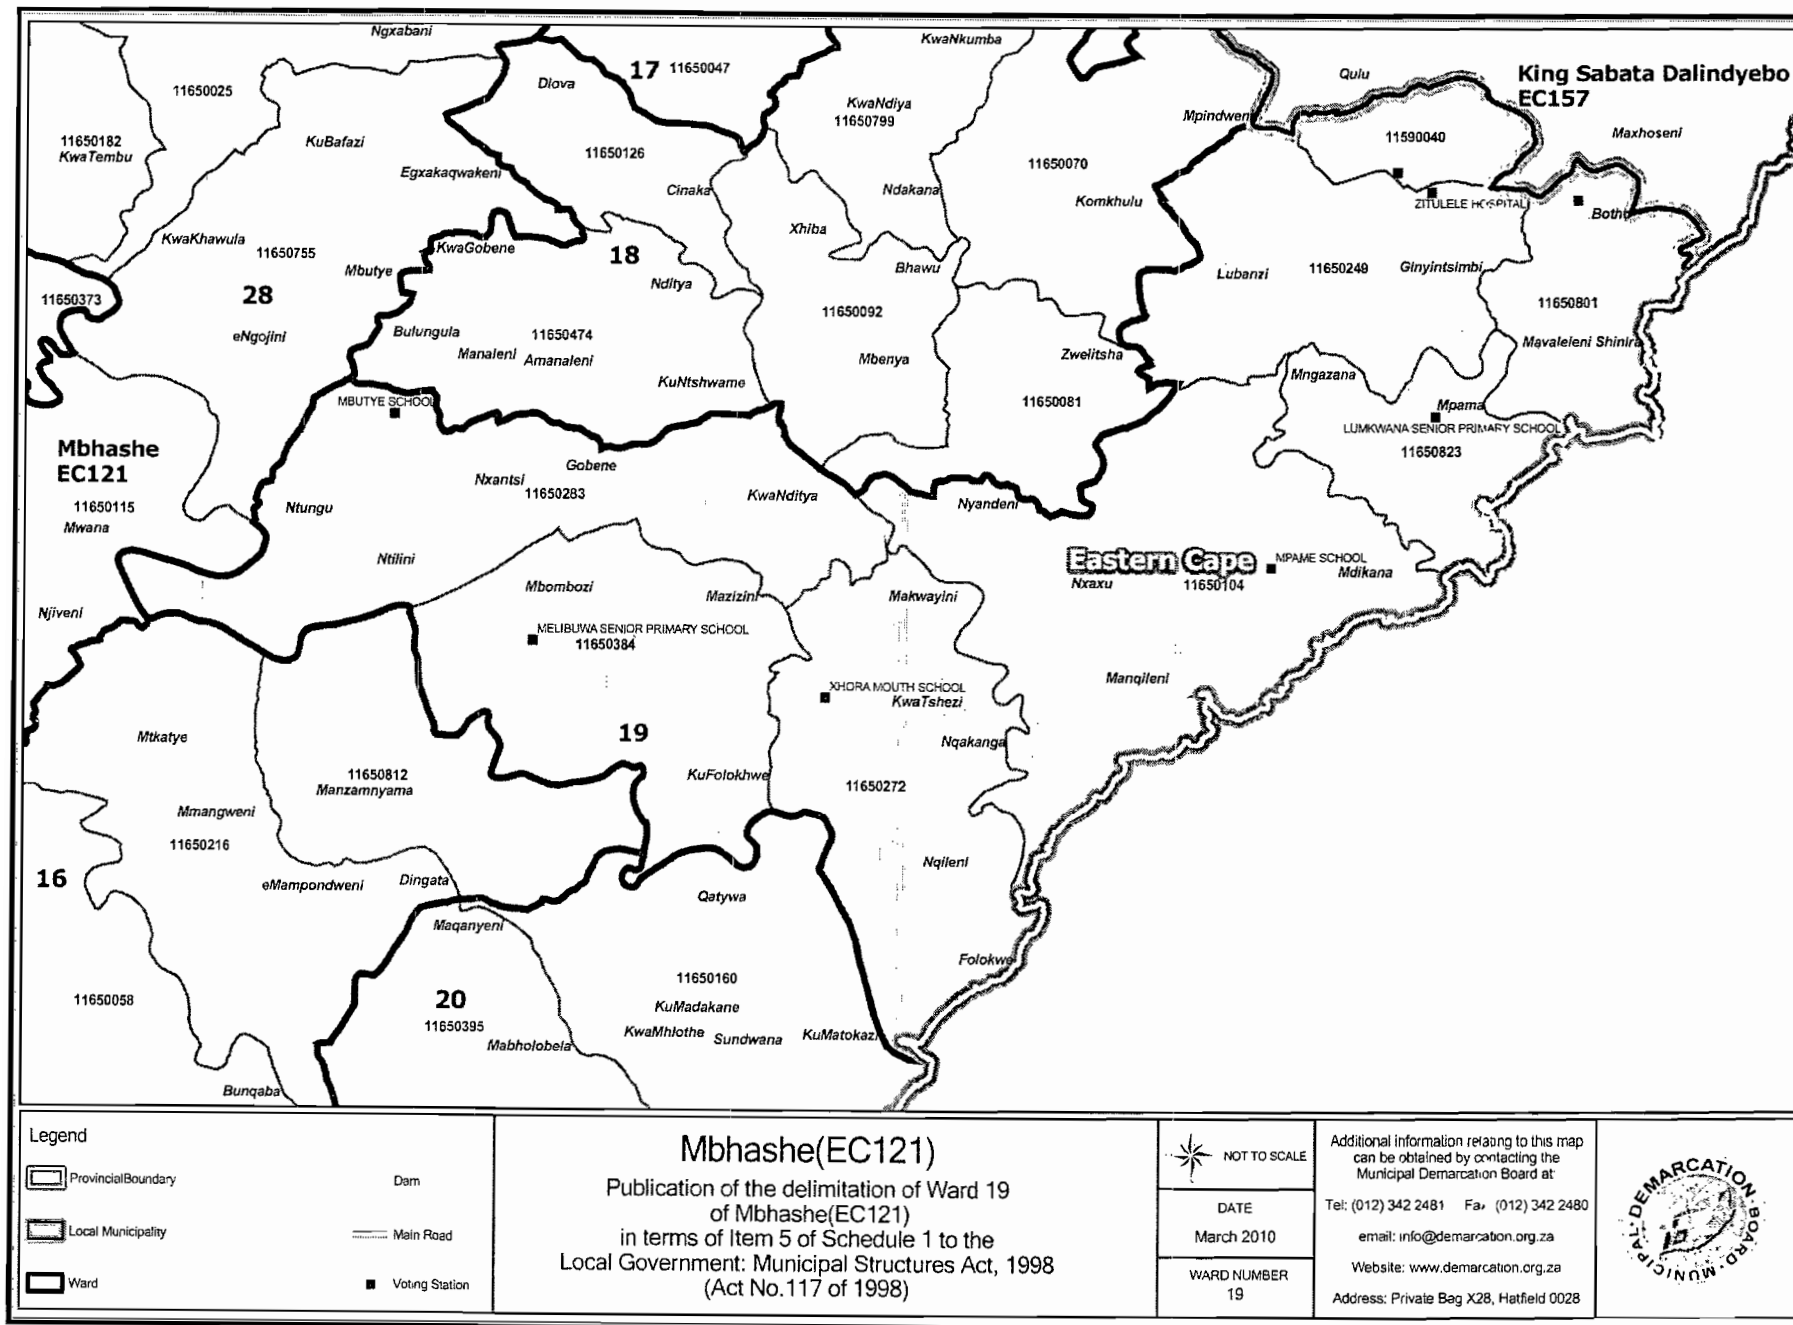 Ngxabani
KwaNkumba
17 11650047
Qulu
King Sabata Dalindyebo
EC157
Dlova
11650025
KwaNdiya
11650799
Mpindweni
Maxhoseni
11590040
11650182
KwaTembu
KuBafazi
11650126
11650070
Egxakaqwakeni
Cinaka
Ndakana
Komkhulu
ZITULELE HOSPITAL
Xhiba
KwaKhawula
11650755
KwaGobene
18
Mbutye
Nditya
Bhawu
Lubanzi
11650249
Ginyintsimbi
11650373
28
11650801
11650092
eNgojini
Bulungula
11650474
Manaleni
Amanaleni
Mbenya
Zwelitsha
Mavaleleni Shinira
KuNtshwame
Mngazana
MBUTYE SCHOOL
11650081
Mpama
LUMKWANA SENIOR PRIMARY SCHOOL
11650823
Mbhashe
EC121
Gobene
Nxantsi
11650283
KwaNditya
Nyandeni
11650115
Mwana
Ntungu
Ntilini
Eastern Cape
MPAME SCHOOL
Mdikana
Nxaxu
11650104
Mbombozi
Mazizini
Makwayini
Njiveni
MELIBUWA SENIOR PRIMARY SCHOOL
11650384
Manqileni
XHORA MOUTH SCHOOL
KwaTshezi
Mtkatye
19
Nqakanga
11650812
Manzamnyama
KuFolokhwe
11650272
Mmangweni
11650216
Nqileni
16
eMampondweni
Dingata
Qatywa
Maqanyeni
Folokwe
11650160
11650058
20
11650395
KuMadakane
KwaMhlothe
Sundwana
KuMatokazi
Mabholobela
Bunqaba
Legend
ProvincialBoundary
Dam
Local Municipality
Main Road
Ward
Voting Station
Mbhashe(EC121)
Publication of the delimitation of Ward 19
of Mbhashe(EC121)
in terms of Item 5 of Schedule 1 to the
Local Government: Municipal Structures Act, 1998
(Act No.117 of 1998)
NOT TO SCALE
DATE
March 2010
WARD NUMBER
19
Additional information relating to this map
can be obtained by contacting the
Municipal Demarcation Board at
Tel: (012) 342 2481 Fax (012) 342 2480
email: info@demarcation.org.za
Website: www.demarcation.org.za
Address: Private Bag X28, Hatfield 0028
MUNICIPAL · DEMARCATION · BOARD